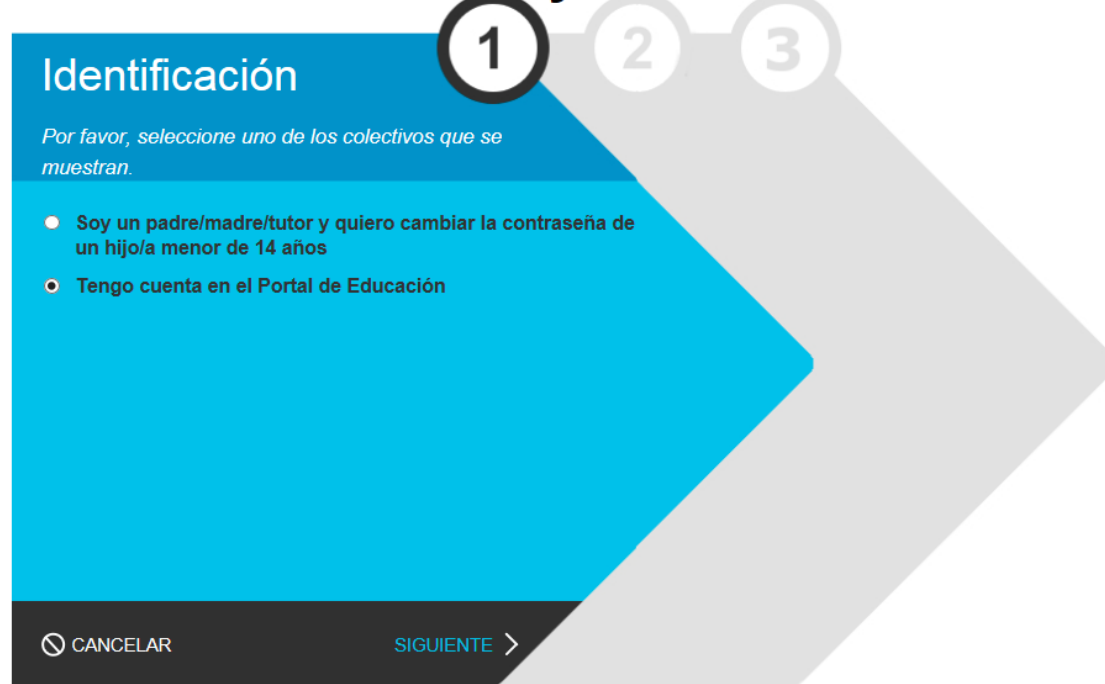 1
2
3
Identificación
Por favor, seleccione uno de los colectivos que se
muestran.
Soy un padre/madre/tutor y quiero cambiar la contraseña de
un hijo/a menor de 14 años
Tengo cuenta en el Portal de Educación
CANCELAR
SIGUIENTE